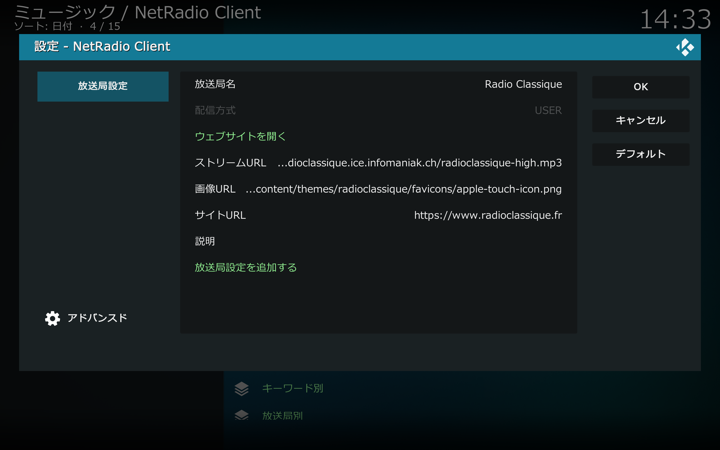 ミュージック / NetRadio Client
ソート: 日付 · 4 / 15
14:33
設定 - NetRadio Client
放送局設定
放送局名 Radio Classique
配信方式 USER
ウェブサイトを開く
ストリームURL ...dioclassique.ice.infomaniak.ch/radioclassique-high.mp3
画像URL ...content/themes/radioclassique/favicons/apple-touch-icon.png
サイトURL https://www.radioclassique.fr
説明
放送局設定を追加する
OK
キャンセル
デフォルト
アドバンスド
キーワード別
放送局別